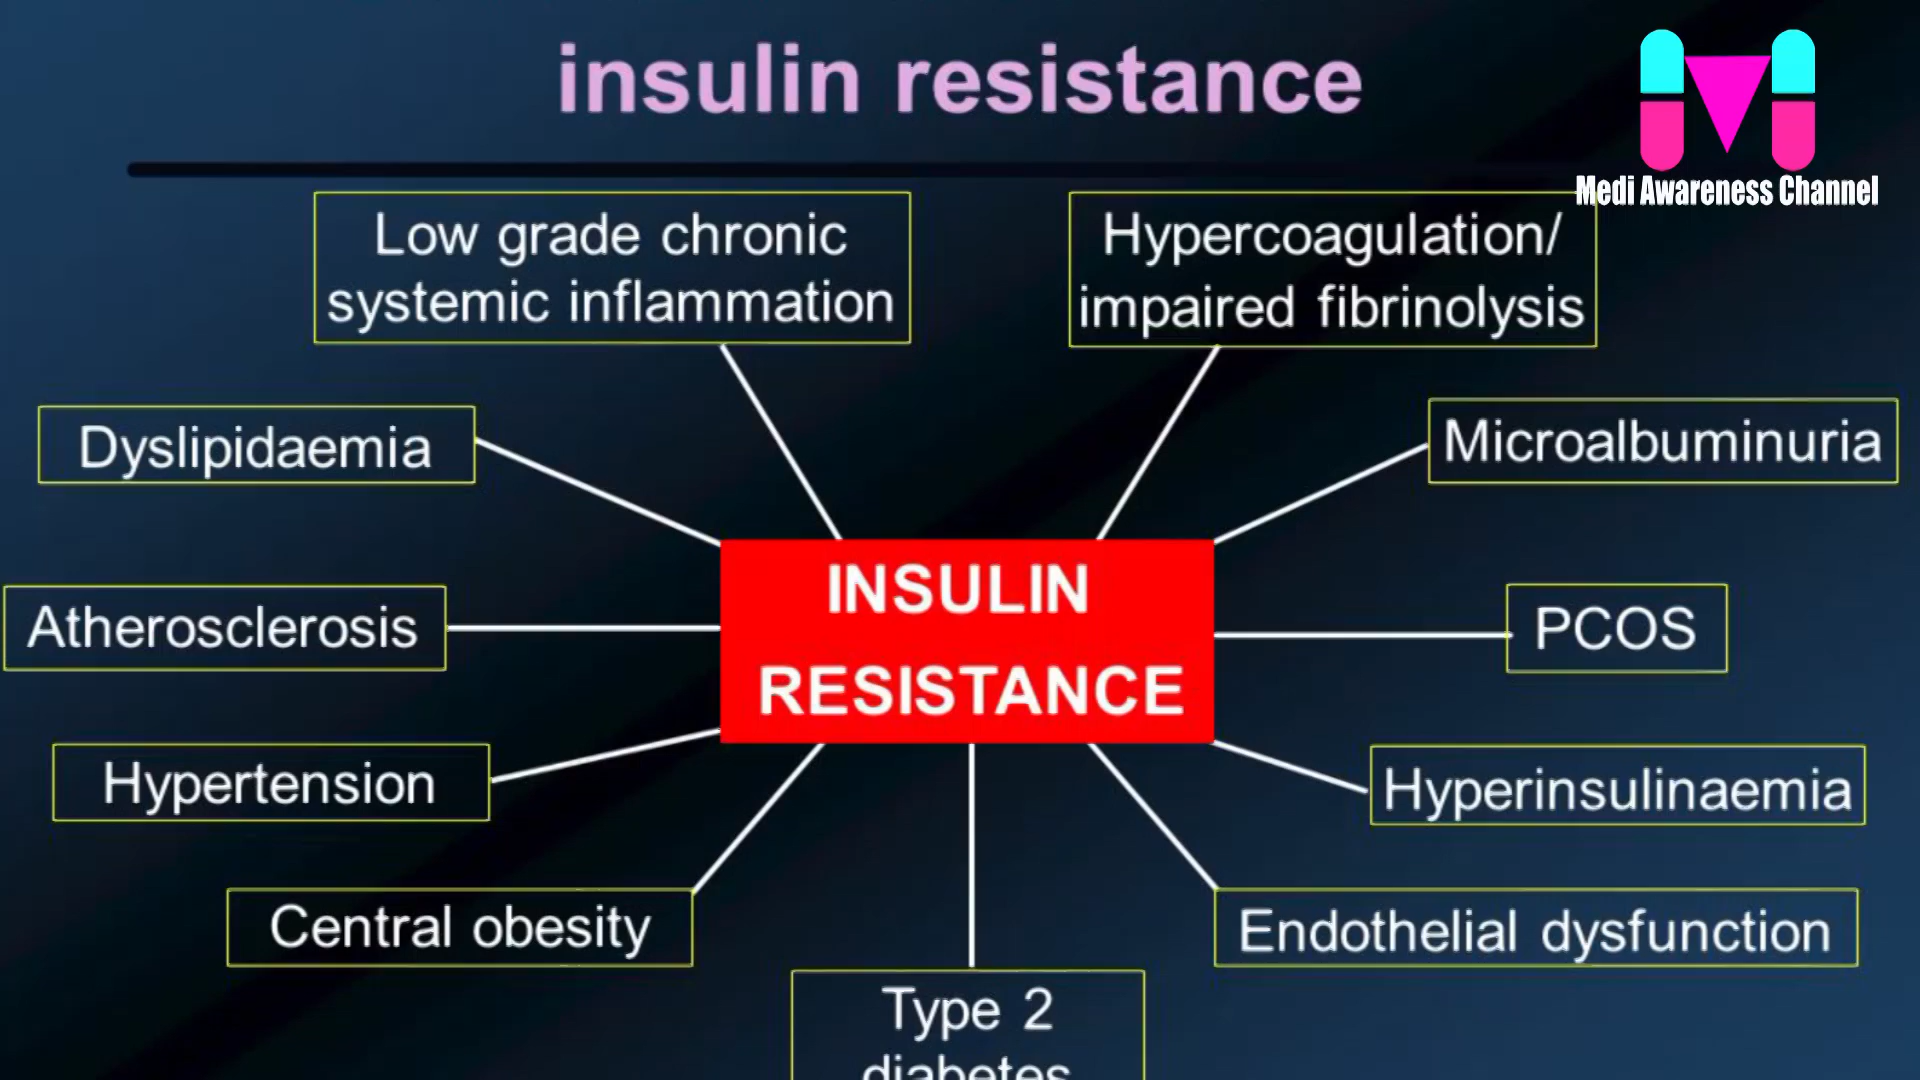 insulin resistance
Medi Awareness Channel
Low grade chronic
systemic inflammation
Hypercoagulation/
impaired fibrinolysis
Dyslipidaemia
Microalbuminuria
Atherosclerosis
INSULIN
RESISTANCE
PCOS
Hypertension
Hyperinsulinaemia
Central obesity
Endothelial dysfunction
Type 2
diabetes